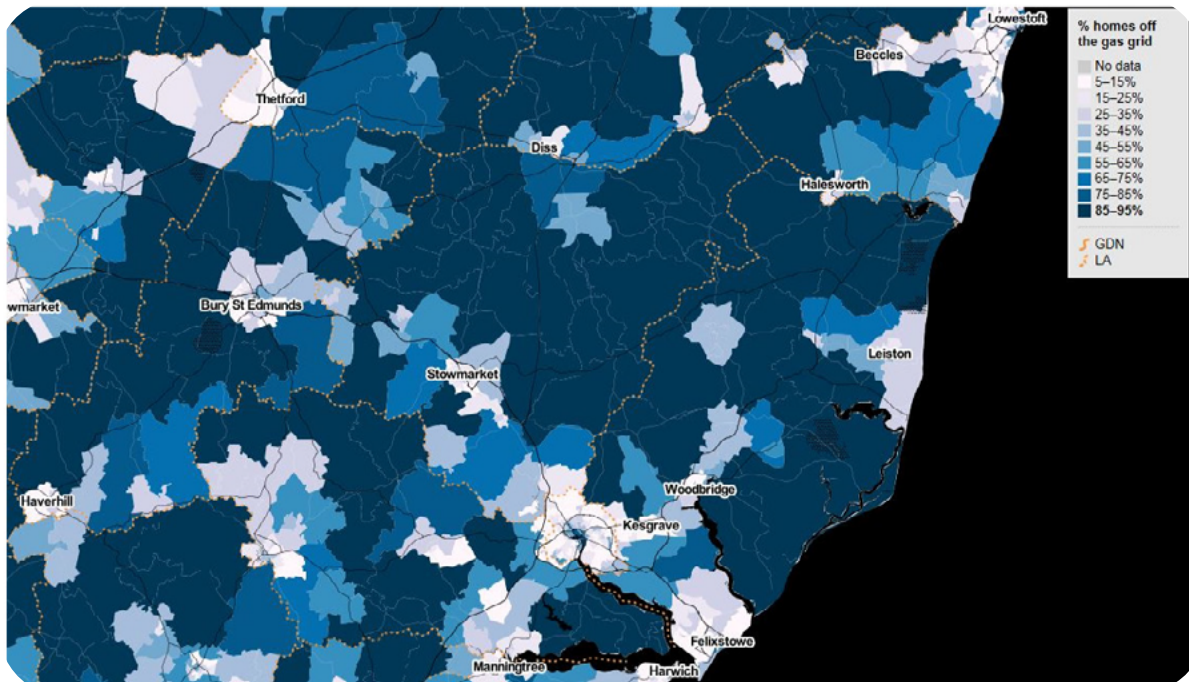 Lowestoft
Beccles
Thetford
Diss
Halesworth
wmarket
Bury St Edmunds
Leiston
Stowmarket
Haverhill
Woodbridge
Kesgrave
Felixstowe
Manningtree
Harwich
% homes off
the gas grid
No data
5–15%
15–25%
25–35%
35–45%
45–55%
55–65%
65–75%
75–85%
85–95%
GDN
LA